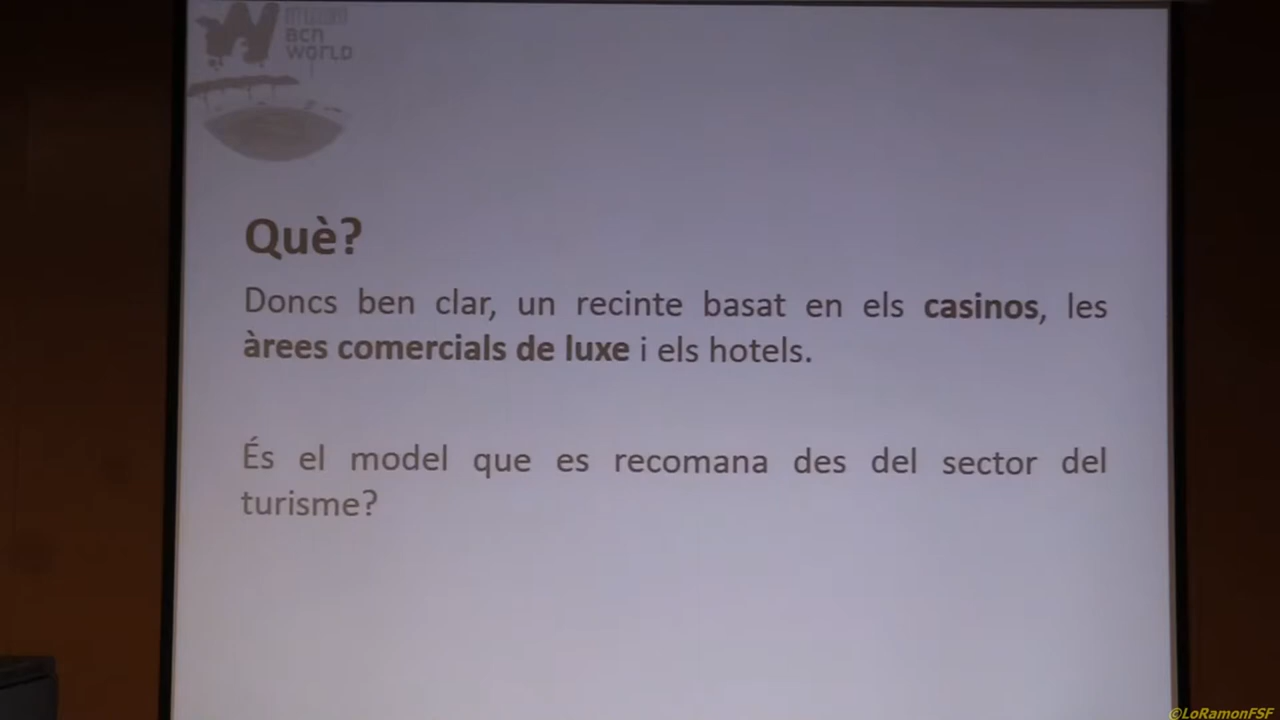 BCN
WORLD
Què?
Doncs ben clar, un recinte basat en els casinos, les
àrees comercials de luxe i els hotels.
És el model que es recomana des del sector del
turisme?
©LoRamonFSF